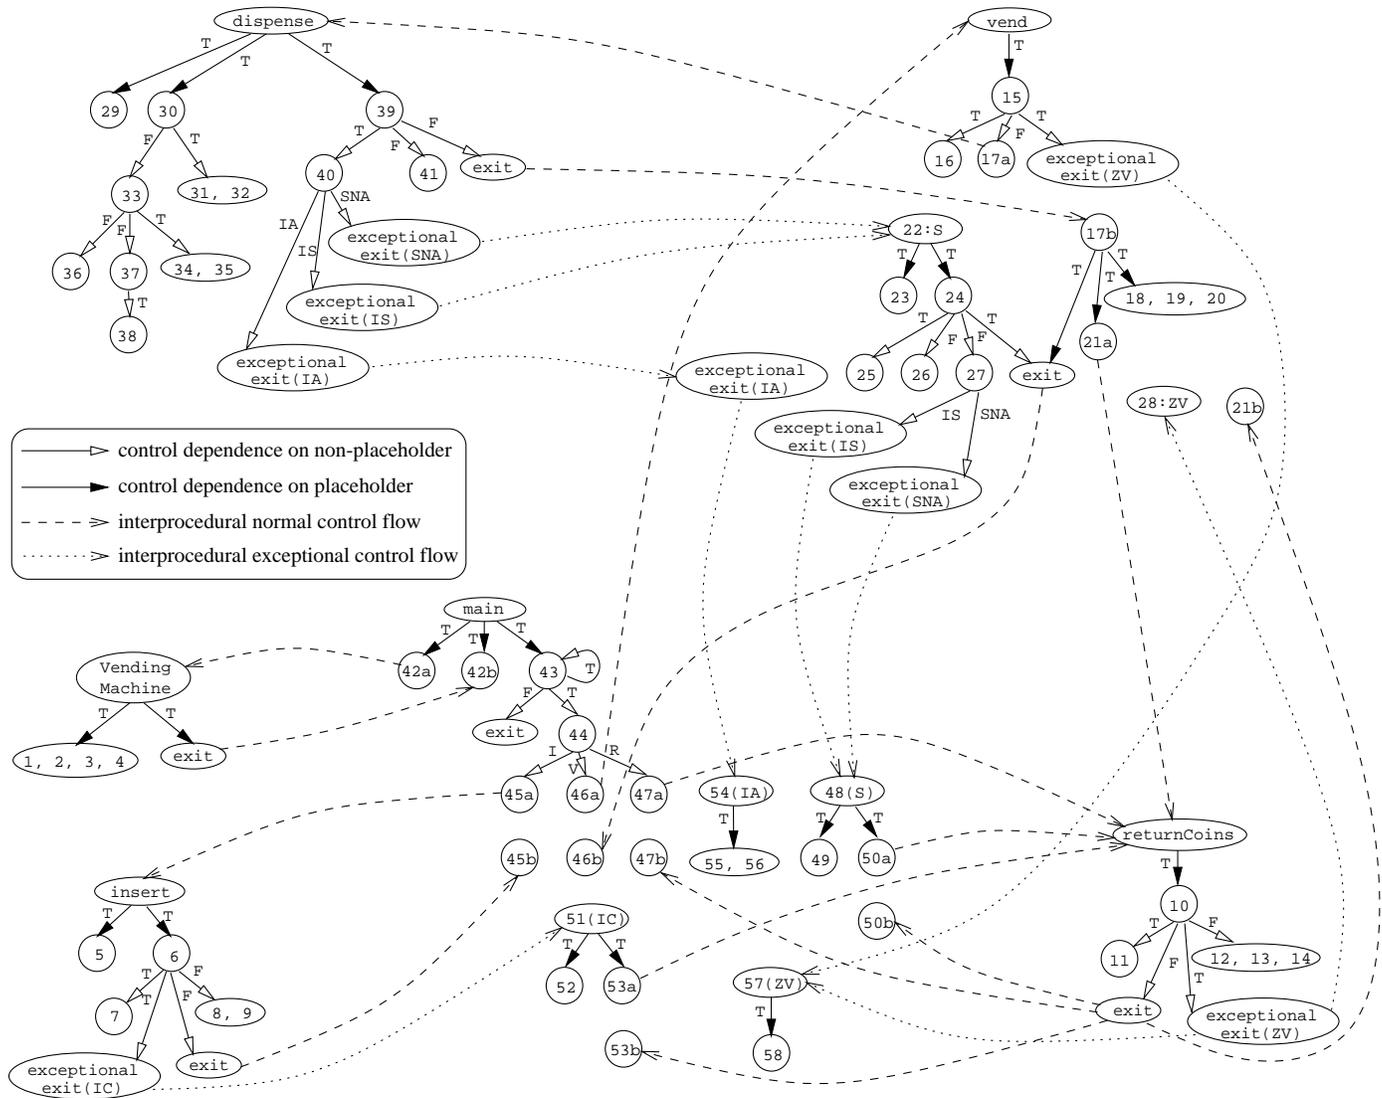 dispense
T
T
T
29
30
39
F
T
T
F
F
33
31, 32
40
41
exit
F
F
T
IA
IS
SNA
36
37
34, 35
T
38
exceptional
exit(SNA)
exceptional
exit(IS)
exceptional
exit(IA)
vend
T
15
T
F
T
16
17a
exceptional
exit(ZV)
22:S
T
T
23
24
T
F
F
T
25
26
27
exit
IS
SNA
exceptional
exit(IA)
exceptional
exit(IS)
exceptional
exit(SNA)
17b
T
T
T
18, 19, 20
21a
28:ZV
21b
control dependence on non-placeholder
control dependence on placeholder
interprocedural normal control flow
interprocedural exceptional control flow
main
T
T
T
42a
42b
43
T
F
T
exit
44
I
V
R
45a
46a
47a
Vending
Machine
T
T
1, 2, 3, 4
exit
45b
46b
47b
54(IA)
T
55, 56
48(S)
T
T
49
50a
returnCoins
T
10
T
F
T
F
11
12, 13, 14
exit
exceptional
exit(ZV)
insert
T
T
5
6
T
T
F
F
7
8, 9
exceptional
exit(IC)
exit
51(IC)
T
T
52
53a
50b
57(ZV)
T
58
53b